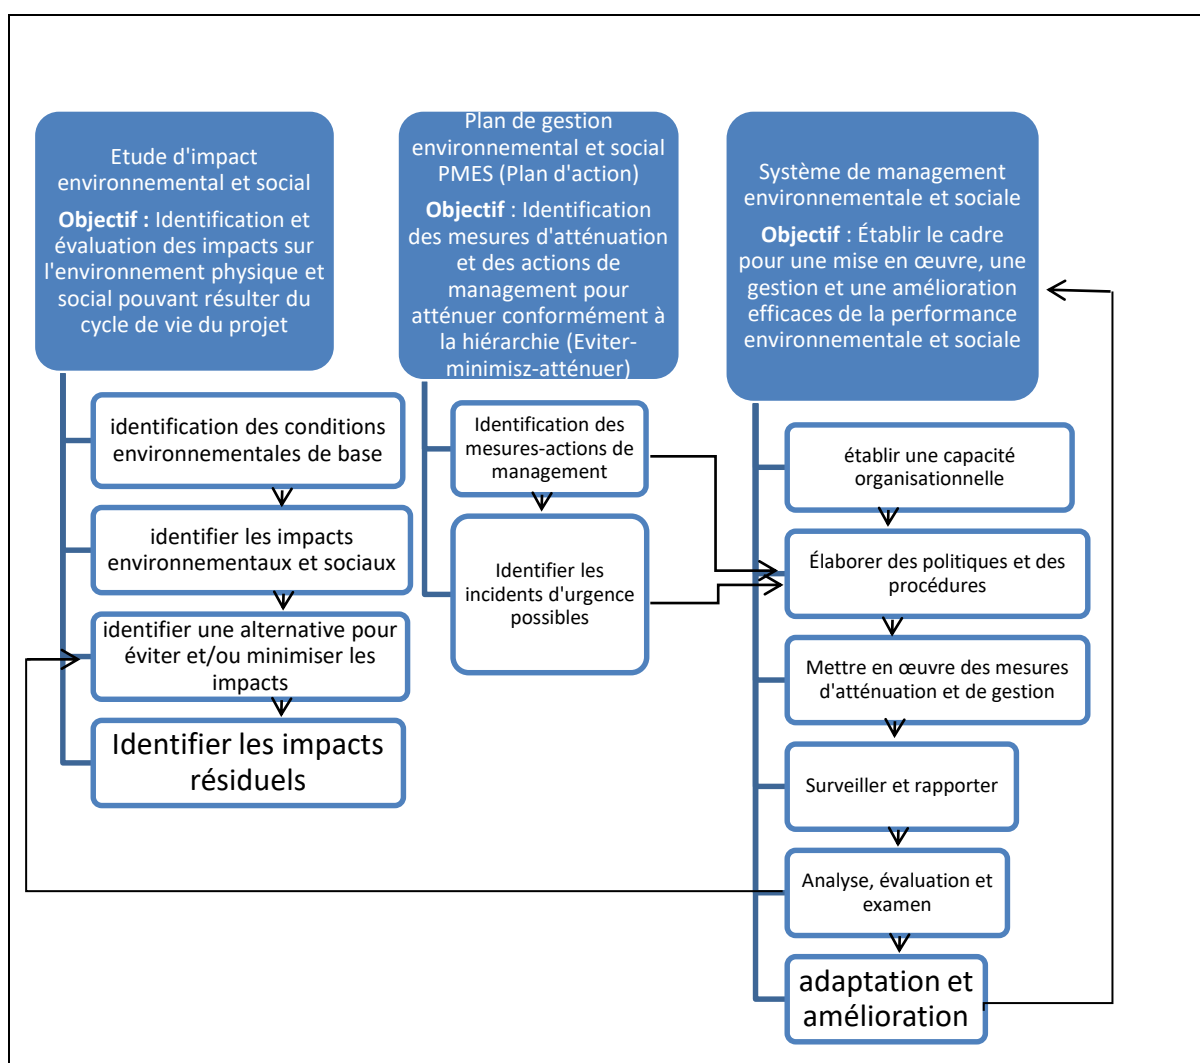 Etude d'impact
environnemental et social
Objectif : Identification et
évaluation des impacts sur
l'environnement physique et
social pouvant résulter du
cycle de vie du projet
identification des conditions
environnementales de base
identifier les impacts
environnementaux et sociaux
identifier une alternative pour
éviter et/ou minimiser les
impacts
Identifier les impacts
résiduels
Plan de gestion
environnemental et social
PMES (Plan d'action)
Objectif : Identification
des mesures d'atténuation
et des actions de
management pour
atténuer conformément à
la hiérarchie (Eviter-
minimisz-atténuer)
Identification des
mesures-actions de
management
Identifier les
incidents d'urgence
possibles
Système de management
environnementale et sociale
Objectif : Établir le cadre
pour une mise en œuvre, une
gestion et une amélioration
efficaces de la performance
environnementale et sociale
établir une capacité
organisationnelle
Élaborer des politiques et des
procédures
Mettre en œuvre des mesures
d'atténuation et de gestion
Surveiller et rapporter
Analyse, évaluation et
examen
adaptation et
amélioration